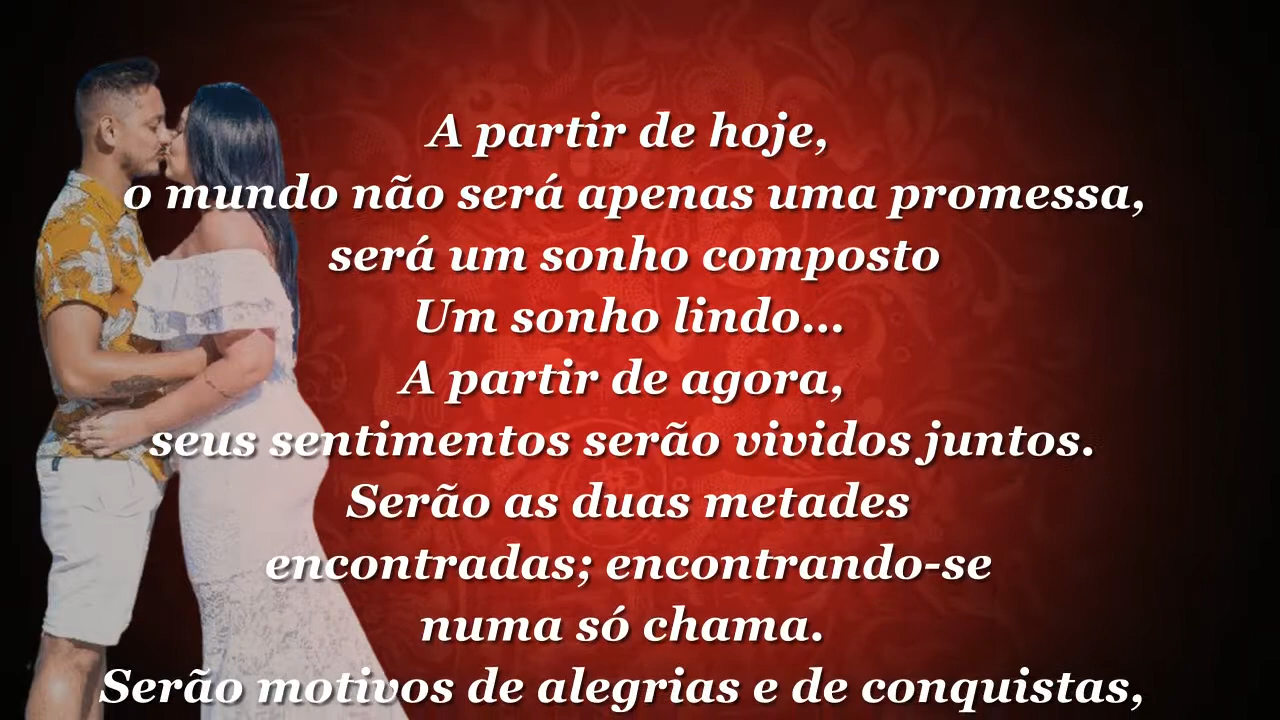 A partir de hoje,
o mundo não será apenas uma promessa,
será um sonho composto
Um sonho lindo...
A partir de agora,
seus sentimentos serão vividos juntos.
Serão as duas metades
encontradas; encontrando-se
numa só chama.
Serão motivos de alegrias e de conquistas,